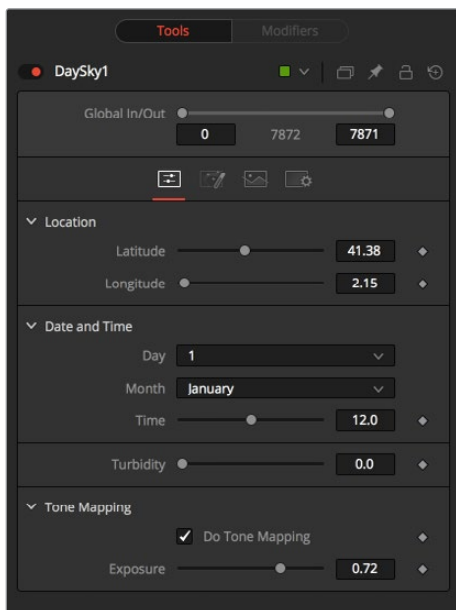 Tools Modifiers
DaySky1
Global In/Out
0 7872 7871
Location
Latitude 41.38
Longitude 2.15
Date and Time
Day 1
Month January
Time 12.0
Turbidity 0.0
Tone Mapping
Do Tone Mapping
Exposure 0.72